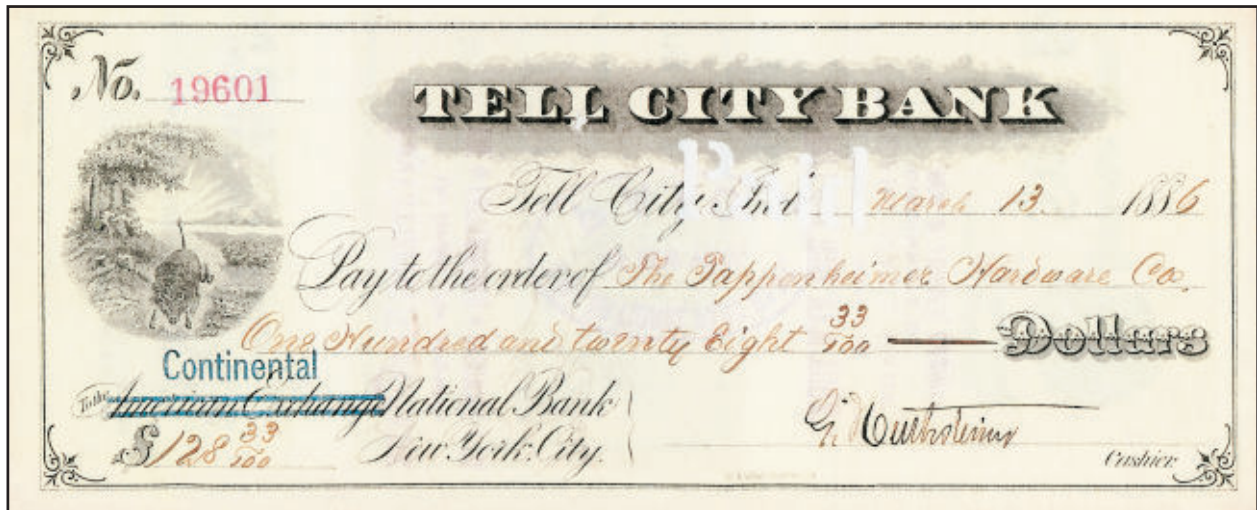 No. 19601
TELL CITY BANK
Paid
Tell City, Ind. March 13. 1886
Pay to the order of The Tappenheimer Hardware Co.
One Hundred and twenty Eight 33/100 Dollars
Continental
To the American Exchange National Bank
$128 33/100 New York City.
Cashier.